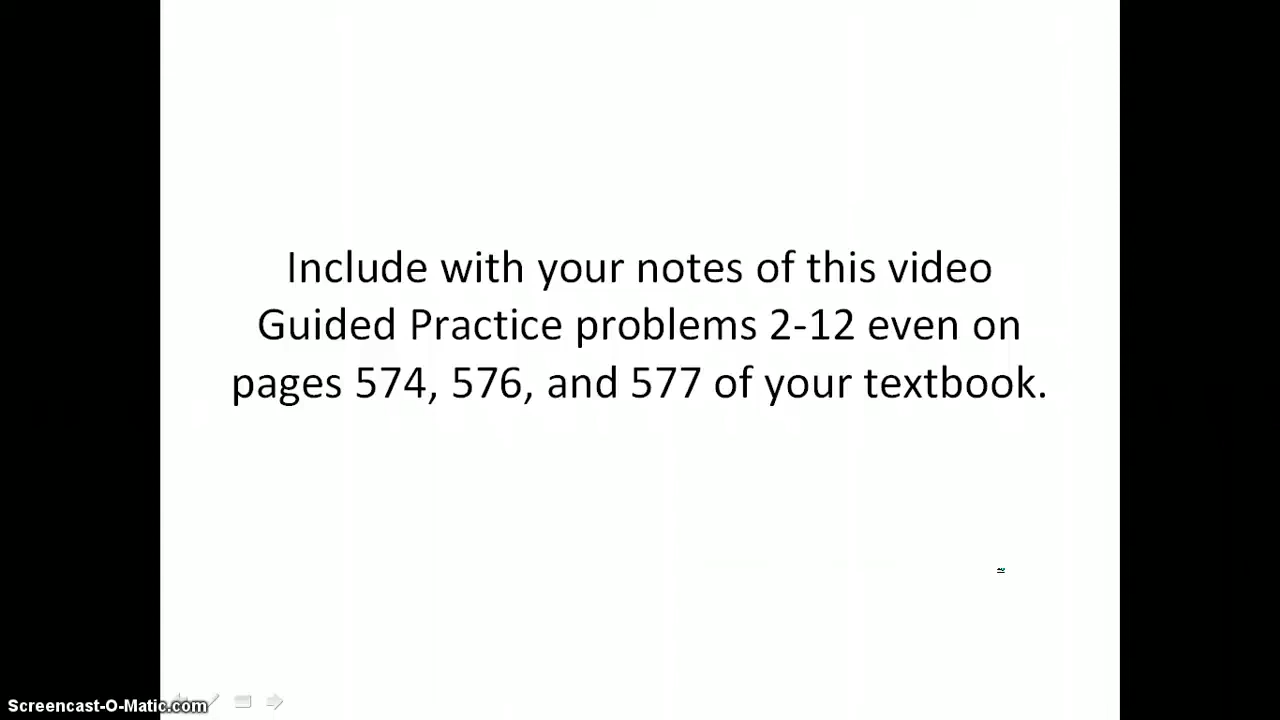 Include with your notes of this video
Guided Practice problems 2-12 even on
pages 574, 576, and 577 of your textbook.
Screencast-O-Matic.com